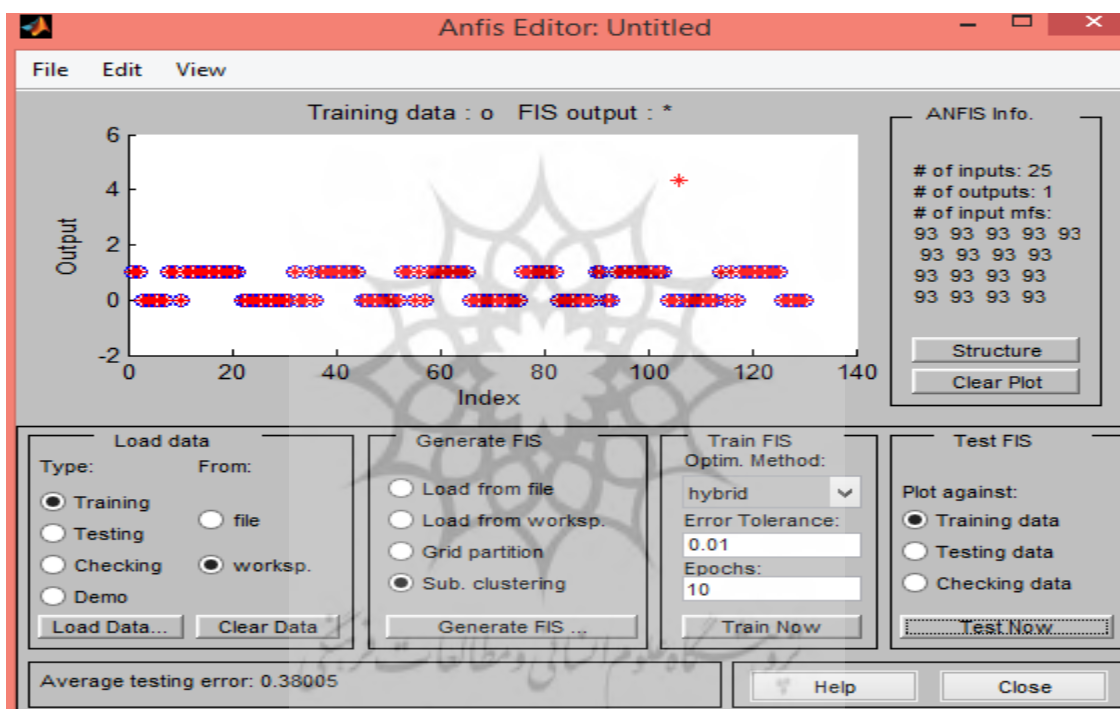 Anfis Editor: Untitled
File Edit View
Training data : o FIS output : *
6
4
2
0
-2
Output
0 20 40 60 80 100 120 140
Index
ANFIS Info.
# of inputs: 25
# of outputs: 1
# of input mfs:
93 93 93 93 93
93 93 93 93
93 93 93 93
93 93 93 93
Structure
Clear Plot
Load data
Type: From:
Training
Testing
Checking
Demo
file
worksp.
Load Data... Clear Data
Generate FIS
Load from file
Load from worksp.
Grid partition
Sub. clustering
Generate FIS ...
Train FIS
Optim. Method:
hybrid
Error Tolerance:
0.01
Epochs:
10
Train Now
Test FIS
Plot against:
Training data
Testing data
Checking data
Test Now
پژوهشگاه علوم انسانی و مطالعات فرهنگی
Average testing error: 0.38005
Help Close